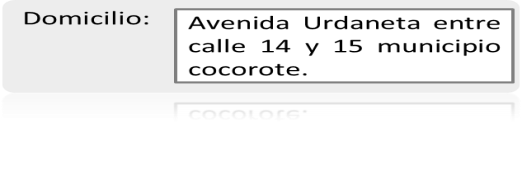 Domicilio: Avenida Urdaneta entre
calle 14 y 15 municipio
cocorote.